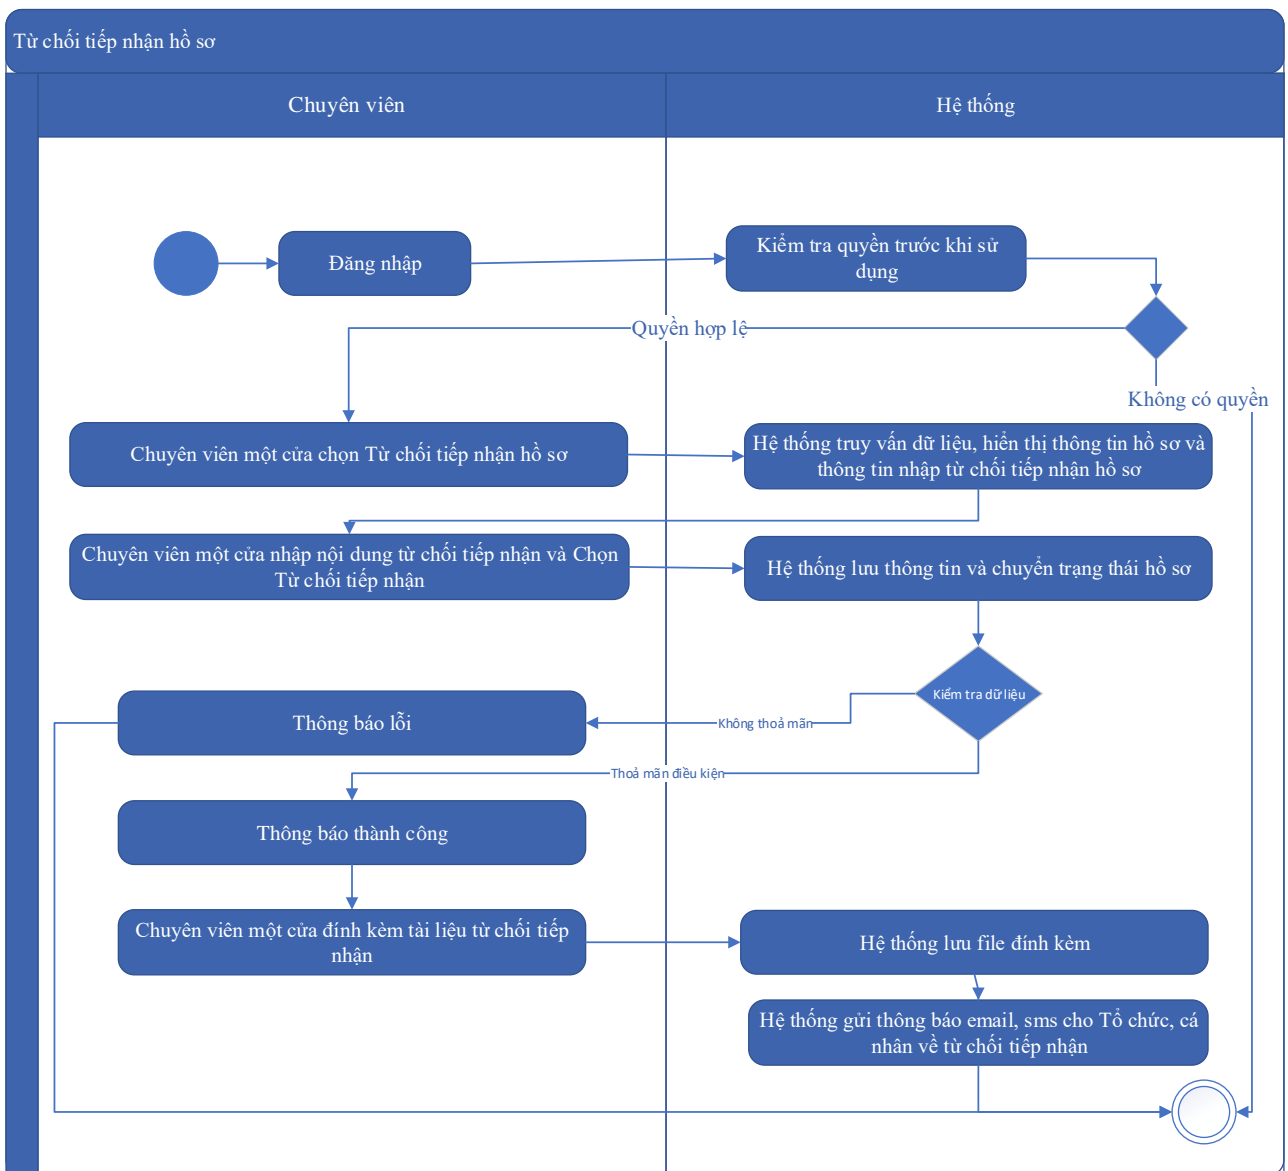 Từ chối tiếp nhận hồ sơ
Chuyên viên
Hệ thống
Đăng nhập
Kiểm tra quyền trước khi sử
dụng
Quyền hợp lệ
Không có quyền
Chuyên viên một cửa chọn Từ chối tiếp nhận hồ sơ
Hệ thống truy vấn dữ liệu, hiển thị thông tin hồ sơ và
thông tin nhập từ chối tiếp nhận hồ sơ
Chuyên viên một cửa nhập nội dung từ chối tiếp nhận và Chọn
Từ chối tiếp nhận
Hệ thống lưu thông tin và chuyển trạng thái hồ sơ
Kiểm tra dữ liệu
Không thoả mãn
Thông báo lỗi
Thoả mãn điều kiện
Thông báo thành công
Chuyên viên một cửa đính kèm tài liệu từ chối tiếp
nhận
Hệ thống lưu file đính kèm
Hệ thống gửi thông báo email, sms cho Tổ chức, cá
nhân về từ chối tiếp nhận